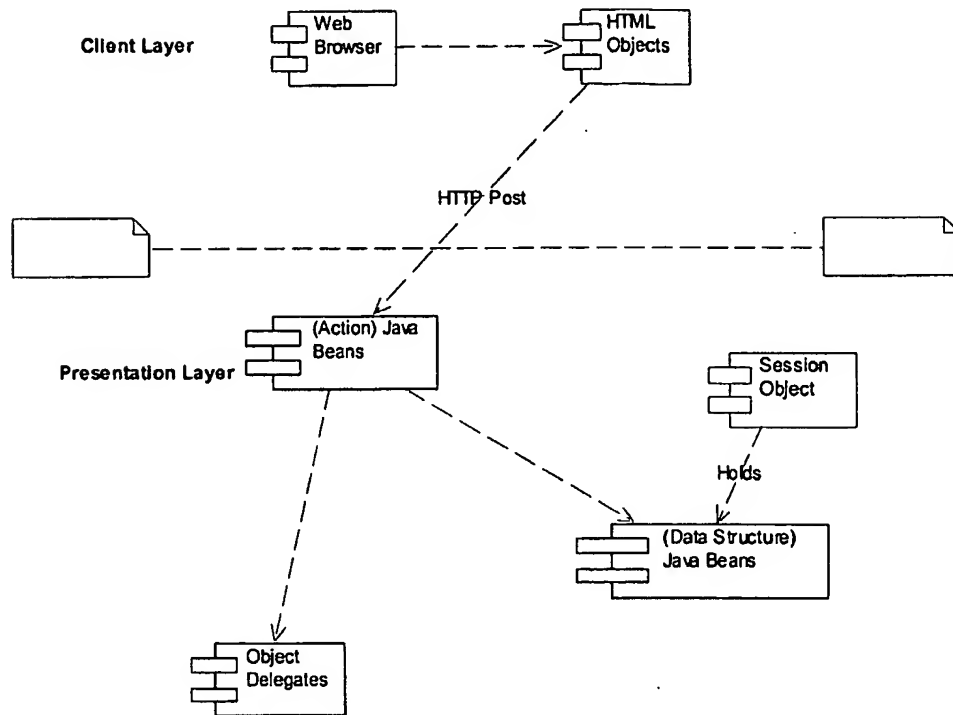 Client Layer
Web
Browser
HTML
Objects
HTTP Post
(Action) Java
Beans
Presentation Layer
Session
Object
Holds
(Data Structure)
Java Beans
Object
Delegates